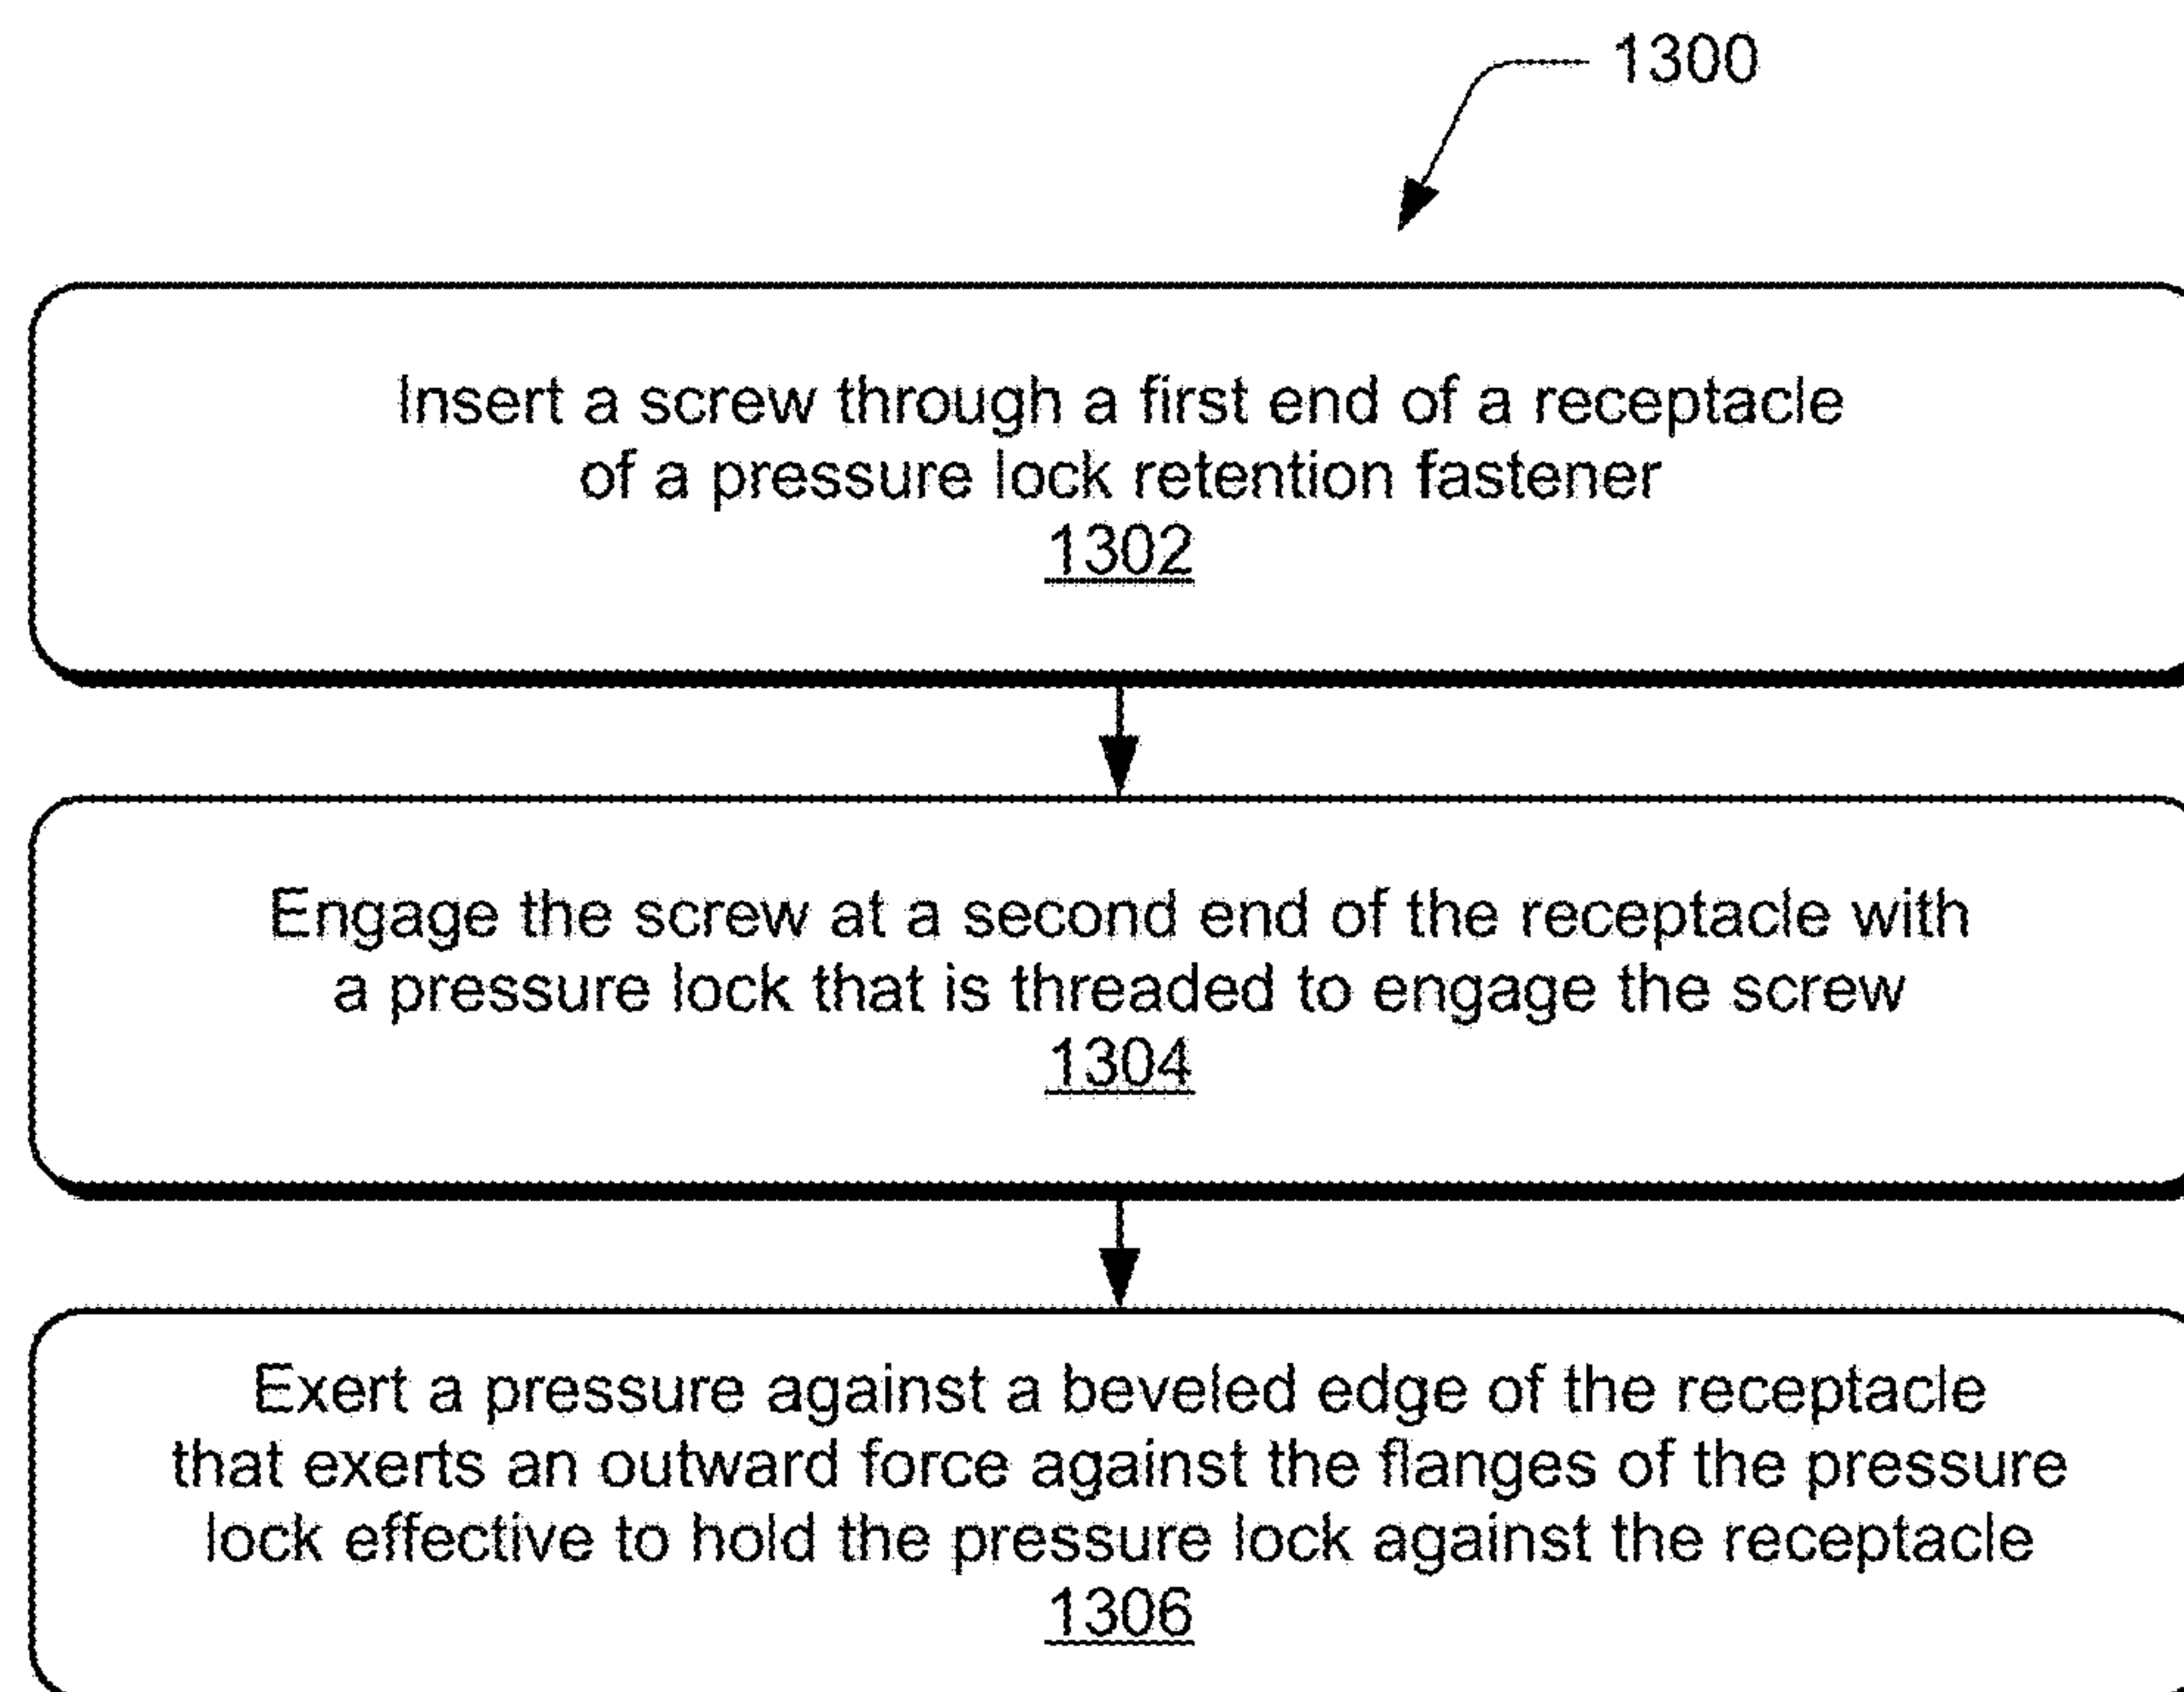 1300
Insert a screw through a first end of a receptacle
of a pressure lock retention fastener
1302
Engage the screw at a second end of the receptacle with
a pressure lock that is threaded to engage the screw
1304
Exert a pressure against a beveled edge of the receptacle
that exerts an outward force against the flanges of the pressure
lock effective to hold the pressure lock against the receptacle
1306